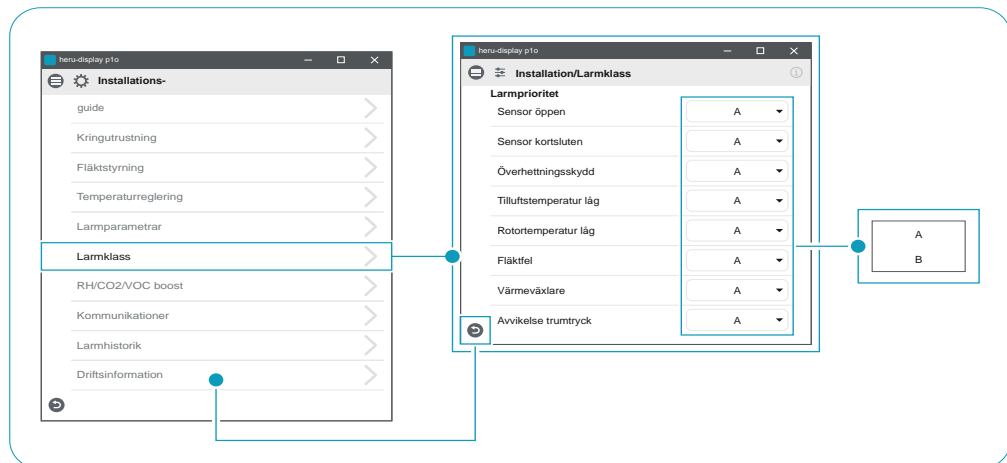 heru-display p1o
Installations-
guide
Kringutrustning
Fläktstyrning
Temperaturreglering
Larmparametrar
Larmklass
RH/CO2/VOC boost
Kommunikationer
Larmhistorik
Driftsinformation
heru-display p1o
Installation/Larmklass
Larmprioritet
Sensor öppen A
Sensor kortsluten A
Överhettningsskydd A
Tilluftstemperatur låg A
Rotortemperatur låg A
Fläktfel A
Värmeväxlare A
Avvikelse trumtryck A
A
B